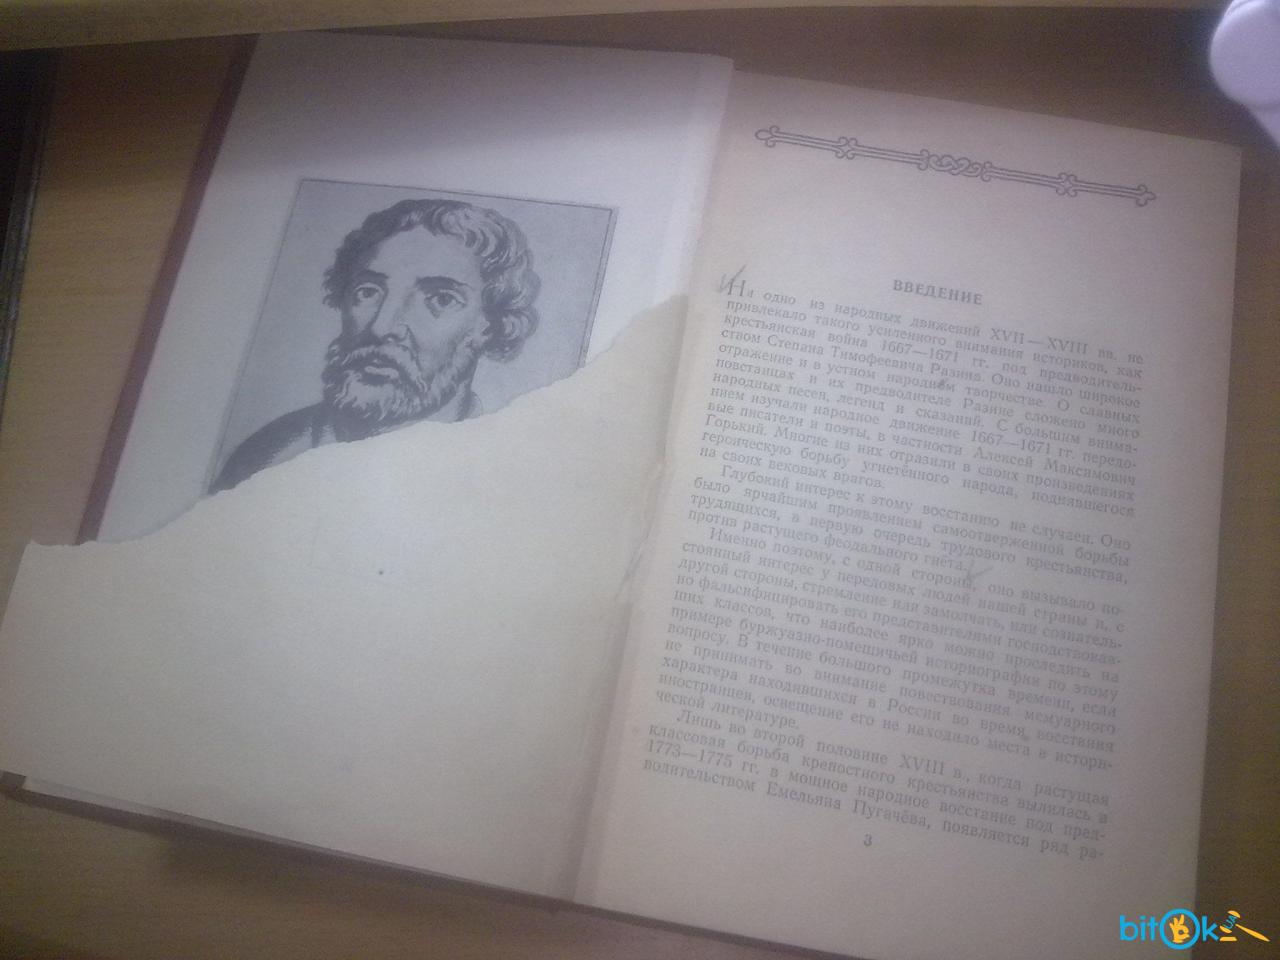 ВВЕДЕНИЕ
Ни одно из народных движений XVII—XVIII вв. не
привлекало такого усиленного внимания историков, как
крестьянская война 1667—1671 гг. под предводитель-
ством Степана Тимофеевича Разина. Оно нашло широкое
отражение и в устном народном творчестве. О славных
повстанцах и их предводителе Разине сложено много
народных песен, легенд и сказаний. С большим внима-
нием изучали народное движение 1667—1671 гг. передо-
вые писатели и поэты, в частности Алексей Максимович
Горький. Многие из них отразили в своих произведениях
героическую борьбу угнетённого народа, поднявшегося
на своих вековых врагов.
Глубокий интерес к этому восстанию не случаен. Оно
было ярчайшим проявлением самоотверженной борьбы
трудящихся, в первую очередь трудового крестьянства,
против растущего феодального гнёта.
Именно поэтому, с одной стороны, оно вызывало по-
стоянный интерес у передовых людей нашей страны и, с
другой стороны, стремление или замолчать, или сознатель-
но фальсифицировать его представителями господствовав-
ших классов, что наиболее ярко можно проследить на
примере буржуазно-помещичьей историографии по этому
вопросу. В течение большого промежутка времени, если
не принимать во внимание повествования мемуарного
характера находившихся в России во время восстания
иностранцев, освещение его не находило места в истори-
ческой литературе.
Лишь во второй половине XVIII в., когда растущая
классовая борьба крепостного крестьянства вылилась в
1773—1775 гг. в мощное народное восстание под пред-
водительством Емельяна Пугачёва, появляется ряд ра-
3
bitOk
UA